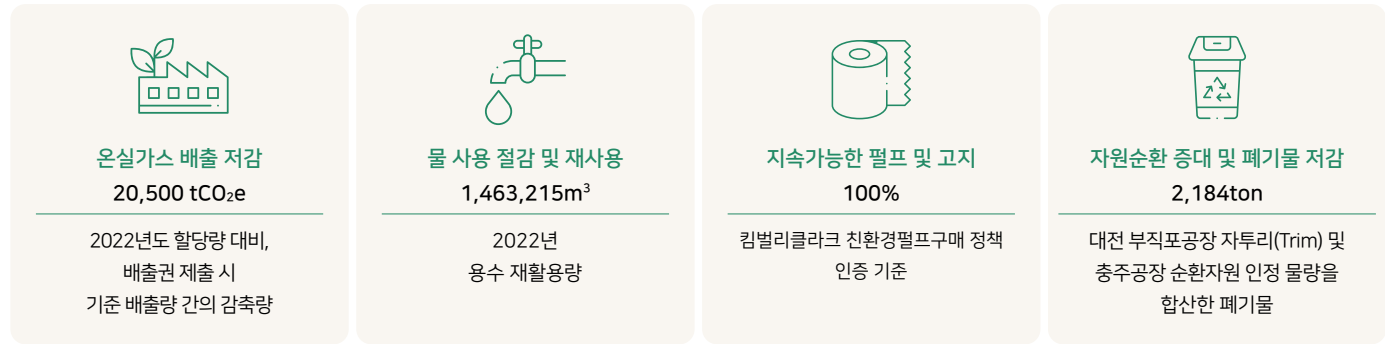 온실가스 배출 저감
20,500 tCO₂e
2022년도 할당량 대비,
배출권 제출 시
기준 배출량 간의 감축량
물 사용 절감 및 재사용
1,463,215m³
2022년
용수 재활용량
지속가능한 펄프 및 고지
100%
킴벌리클라크 친환경펄프구매 정책
인증 기준
자원순환 증대 및 폐기물 저감
2,184ton
대전 부직포공장 자투리(Trim) 및
충주공장 순환자원 인정 물량을
합산한 폐기물